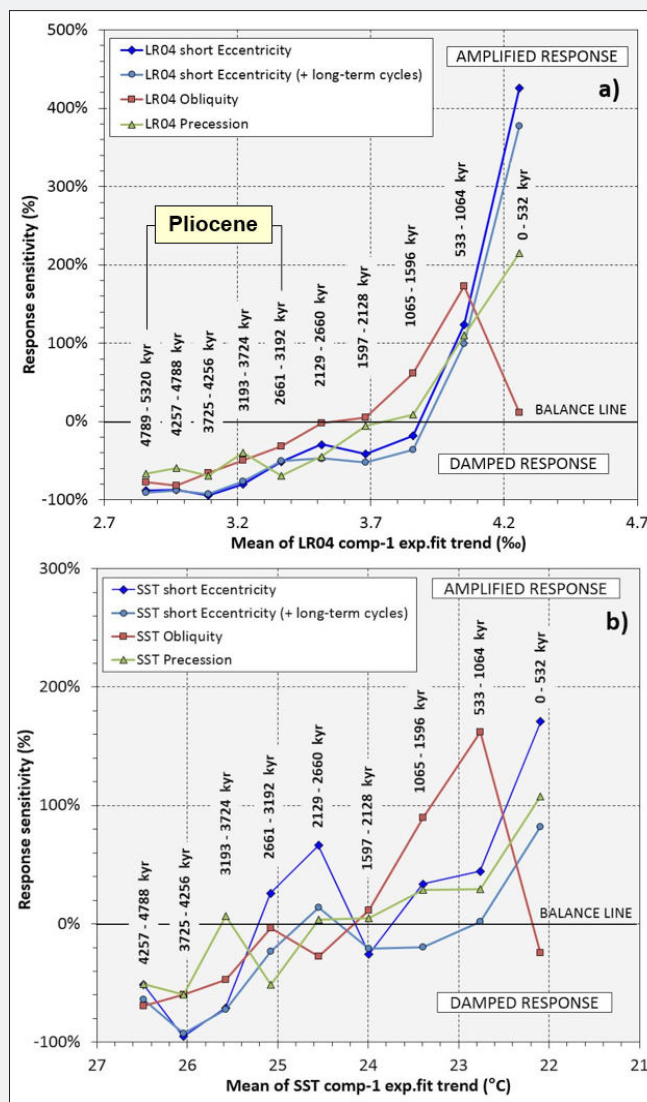 500%
400%
300%
200%
100%
0%
-100%
Response sensitivity (%)
LR04 short Eccentricity
LR04 short Eccentricity (+ long-term cycles)
LR04 Obliquity
LR04 Precession
AMPLIFIED RESPONSE
a)
Pliocene
4789 - 5320 kyr
4257 - 4788 kyr
3725 - 4256 kyr
3193 - 3724 kyr
2661 - 3192 kyr
2129 - 2660 kyr
1597 - 2128 kyr
1065 - 1596 kyr
533 - 1064 kyr
0 - 532 kyr
BALANCE LINE
DAMPED RESPONSE
2.7 3.2 3.7 4.2 4.7
Mean of LR04 comp-1 exp.fit trend (‰)
300%
200%
100%
0%
-100%
Response sensitivity (%)
SST short Eccentricity
SST short Eccentricity (+ long-term cycles)
SST Obliquity
SST Precession
AMPLIFIED RESPONSE
b)
4257 - 4788 kyr
3725 - 4256 kyr
3193 - 3724 kyr
2661 - 3192 kyr
2129 - 2660 kyr
1597 - 2128 kyr
1065 - 1596 kyr
533 - 1064 kyr
0 - 532 kyr
BALANCE LINE
DAMPED RESPONSE
27 26 25 24 23 22 21
Mean of SST comp-1 exp.fit trend (°C)